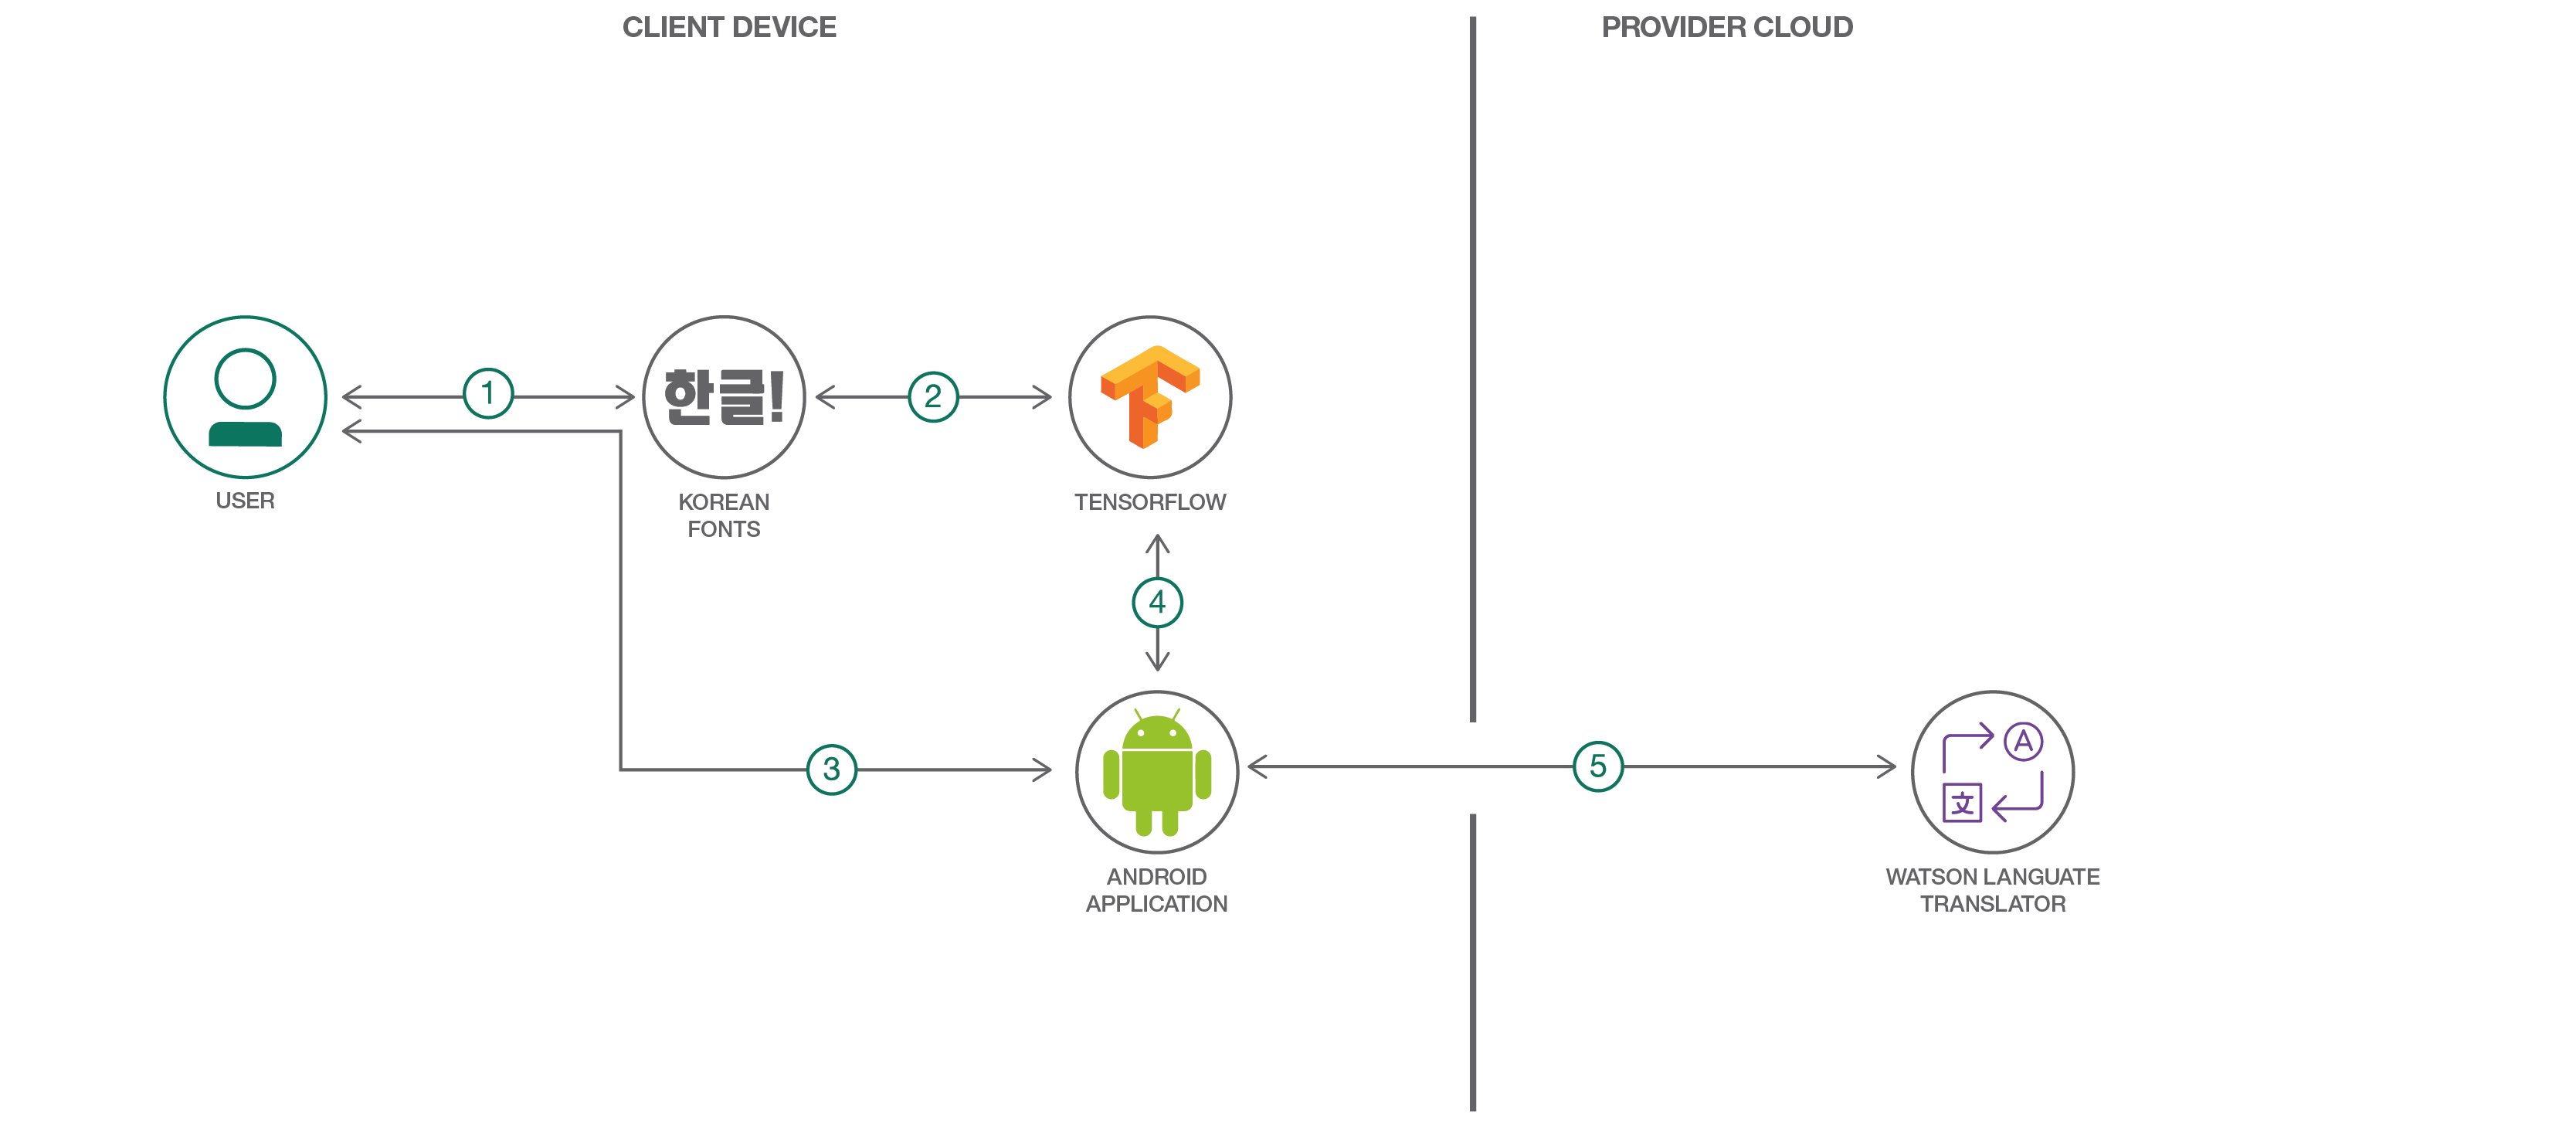 CLIENT DEVICE
PROVIDER CLOUD
1
한글!
2
USER
KOREAN
FONTS
TENSORFLOW
4
3
5
A
文
ANDROID
APPLICATION
WATSON LANGUATE
TRANSLATOR